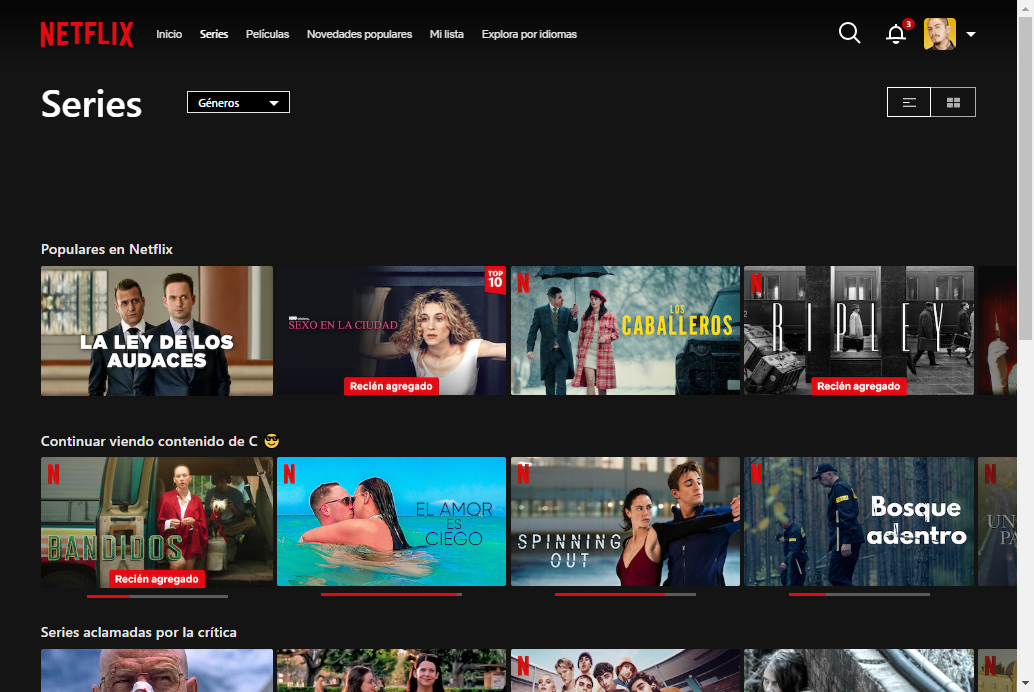 NETFLIX Inicio Series Películas Novedades populares Mi lista Explora por idiomas 3
Series Géneros
Populares en Netflix
LA LEY DE LOS
AUDACES
HBO
SEXO EN LA CIUDAD
TOP
10
Recién agregado
N
LOS
CABALLEROS
N
RIPLEY
Recién agregado
Continuar viendo contenido de C 😎
N
BANDIDOS
Recién agregado
N
EL AMOR
ES
CIEGO
N
SPINNING
OUT
N
Bosque
adentro
N
UN
PA
Series aclamadas por la crítica
N
N